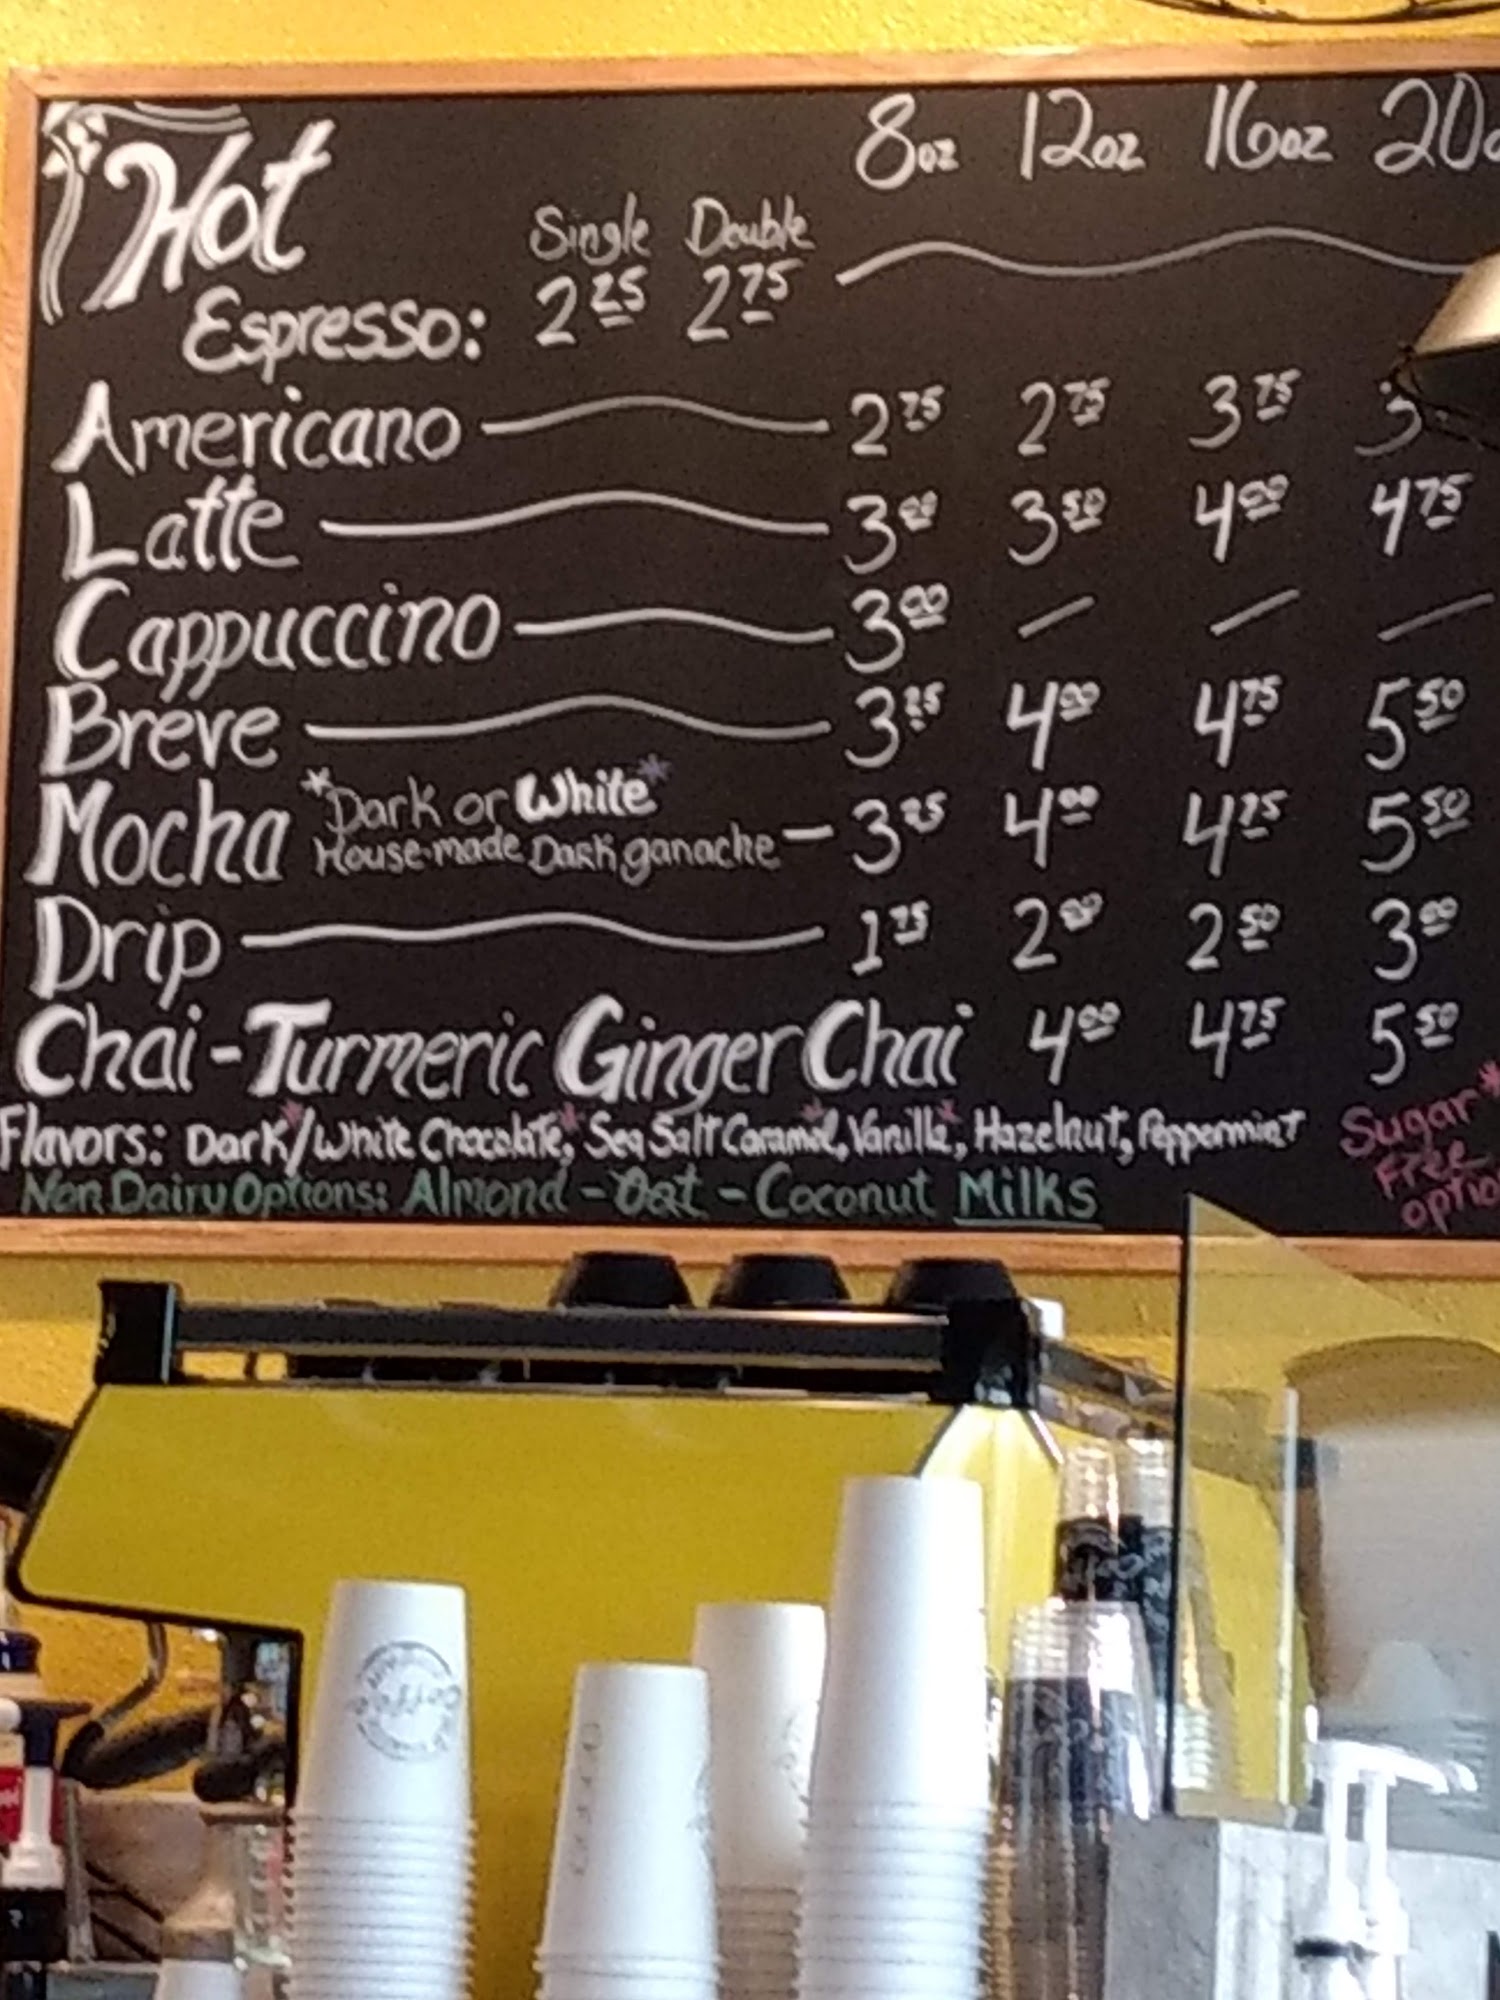 Hot 8oz 12oz 16oz 20
Single Double
Espresso: 2 25 2 75
Americano 2 75 2 75 3 75
Latte 3 00 3 50 4 00 4 75
Cappuccino 3 00 / / /
Breve 3 25 4 00 4 75 5 50
Mocha *Dark or White* 3 25 4 00 4 75 5 50
House-made Dark ganache
Drip 1 75 2 00 2 50 3 00
Chai - Turmeric Ginger Chai 4 00 4 75 5 50
Flavors: Dark*/White Chocolate*, Sea Salt Caramel*, Vanilla*, Hazelnut, Peppermint
Sugar*
Free
Non Dairy Options: Almond - Oat - Coconut Milks